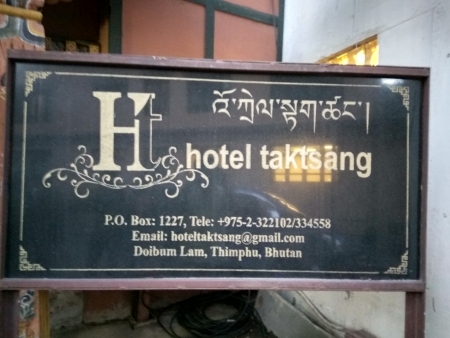 Ht
འོ་ཀྲེལ་སྟག་ཚང་།
hotel taktsang
P.O. Box: 1227, Tele: +975-2-322102/334558
Email: hoteltaktsang@gmail.com
Doibum Lam, Thimphu, Bhutan